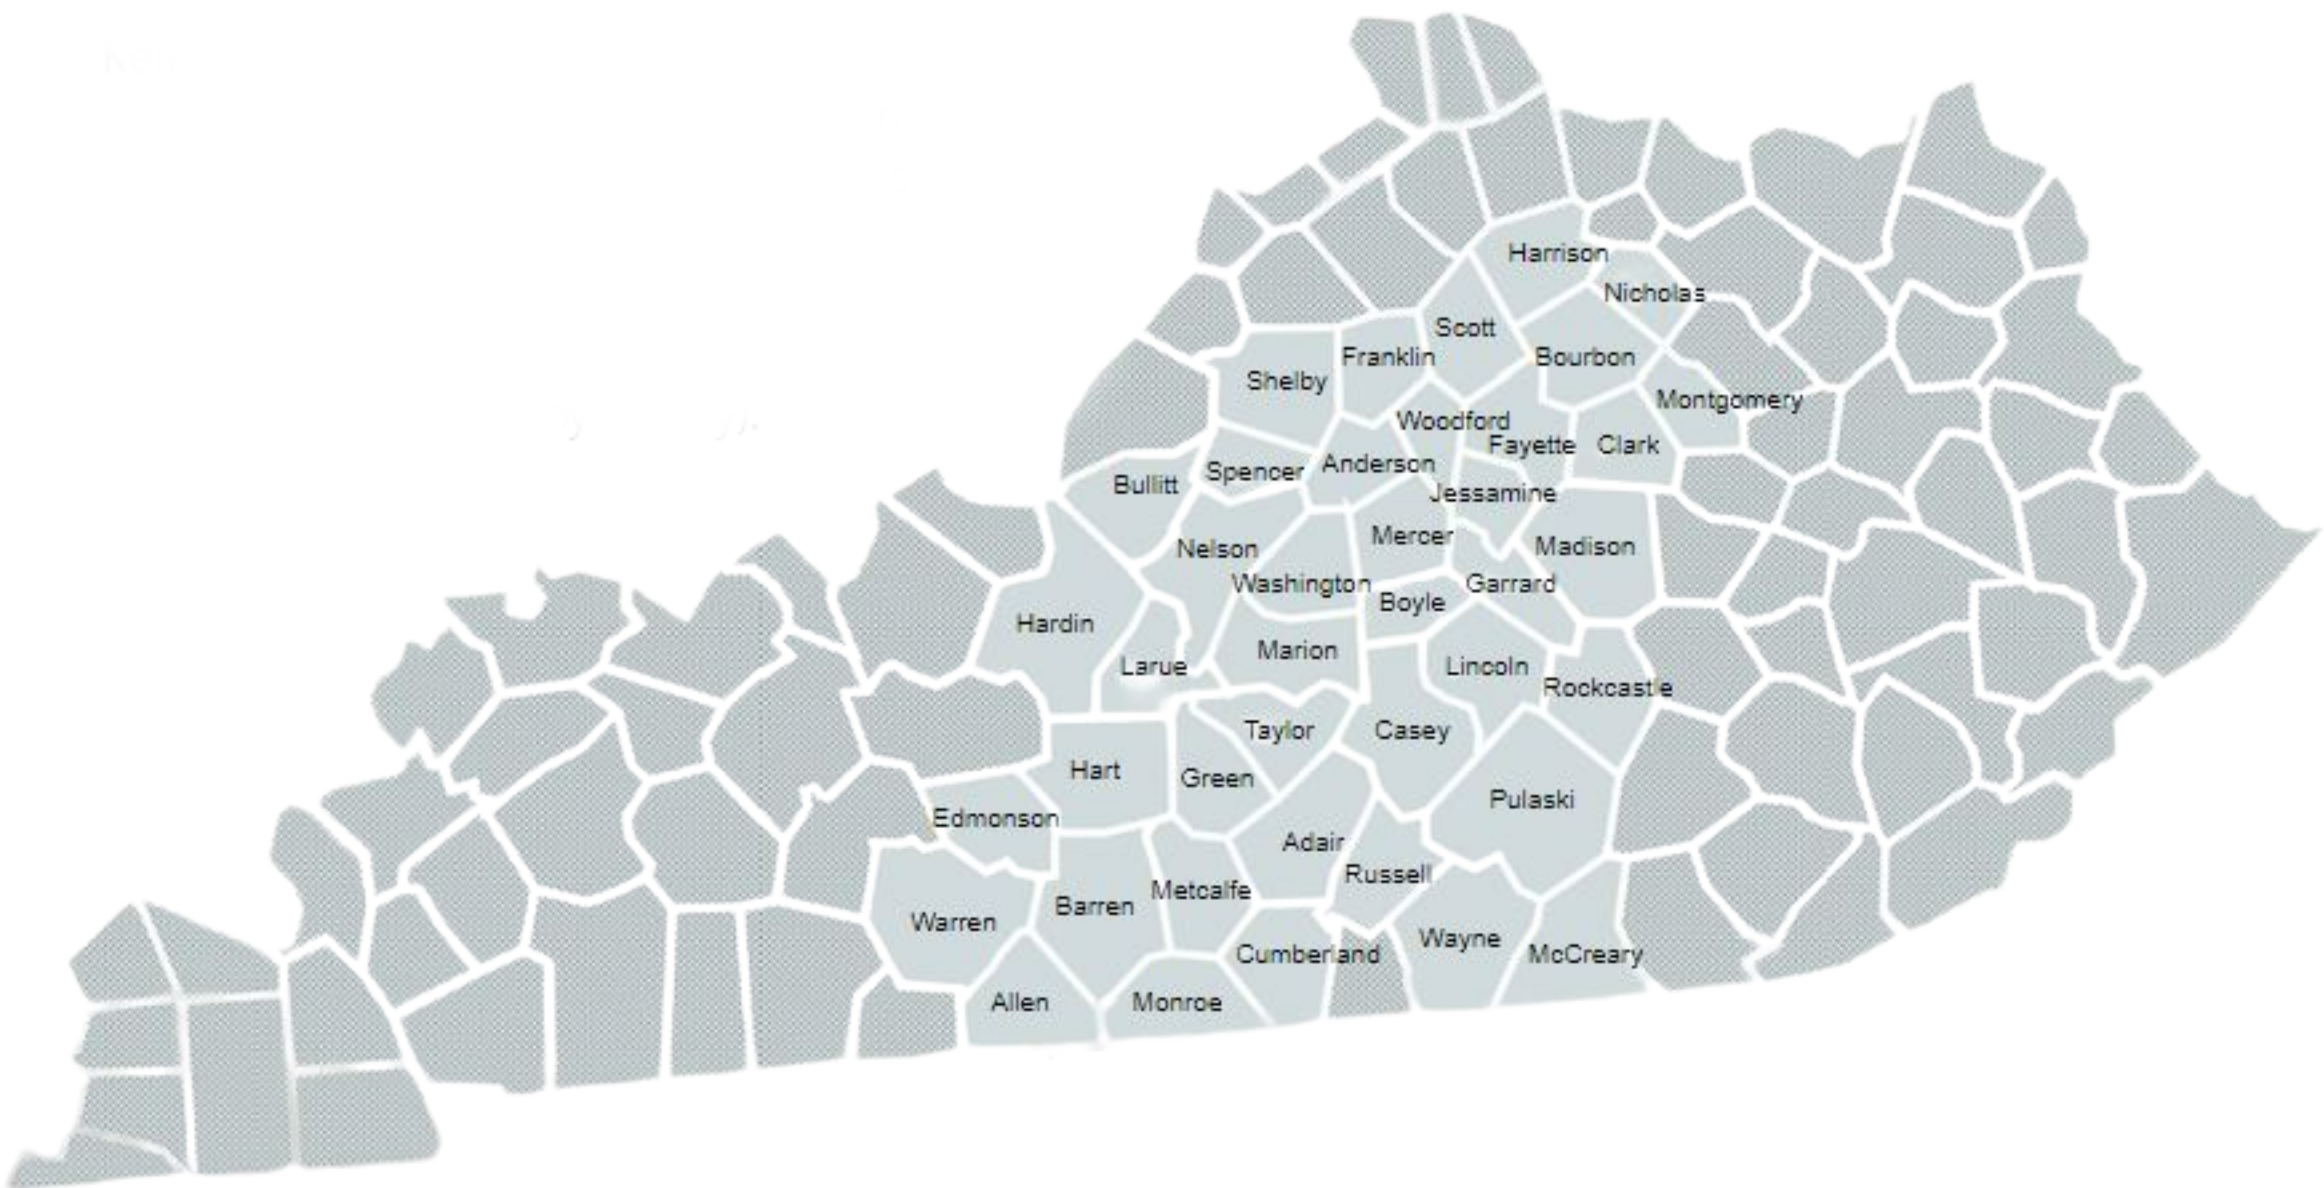 Harrison
Nicholas
Scott
Franklin
Bourbon
Shelby
Montgomery
Woodford
Fayette
Clark
Anderson
Spencer
Bullitt
Jessamine
Mercer
Madison
Nelson
Washington
Garrard
Boyle
Hardin
Marion
Larue
Lincoln
Rockcastle
Taylor
Casey
Hart
Green
Pulaski
Edmonson
Adair
Russell
Metcalfe
Barren
Warren
Wayne
Cumberland
McCreary
Allen
Monroe